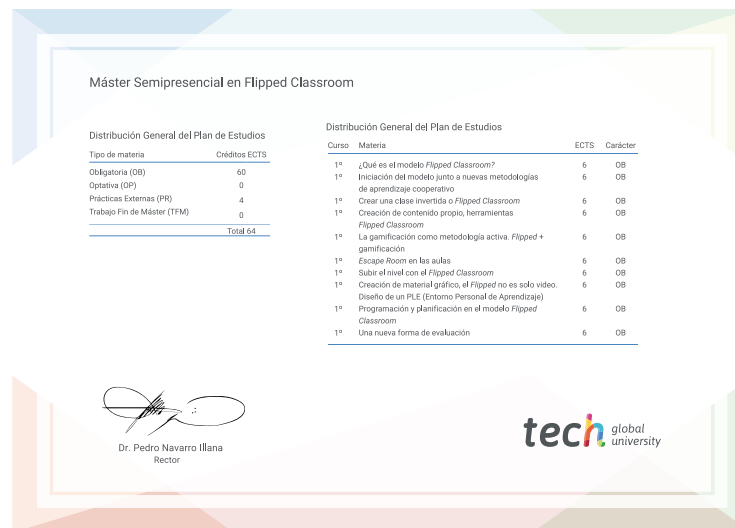 Máster Semipresencial en Flipped Classroom
Distribución General del Plan de Estudios
Tipo de materia Créditos ECTS
Obligatoria (OB) 60
Optativa (OP) 0
Prácticas Externas (PR) 4
Trabajo Fin de Máster (TFM) 0
Total 64
Distribución General del Plan de Estudios
Curso Materia ECTS Carácter
1º ¿Qué es el modelo Flipped Classroom? 6 OB
1º Iniciación del modelo junto a nuevas metodologías 6 OB
de aprendizaje cooperativo
1º Crear una clase invertida o Flipped Classroom 6 OB
1º Creación de contenido propio, herramientas 6 OB
Flipped Classroom
1º La gamificación como metodología activa. Flipped + 6 OB
gamificación
1º Escape Room en las aulas 6 OB
1º Subir el nivel con el Flipped Classroom 6 OB
1º Creación de material gráfico, el Flipped no es solo video. 6 OB
Diseño de un PLE (Entorno Personal de Aprendizaje)
1º Programación y planificación en el modelo Flipped 6 OB
Classroom
1º Una nueva forma de evaluación 6 OB
Dr. Pedro Navarro Illana
Rector
tech global
university